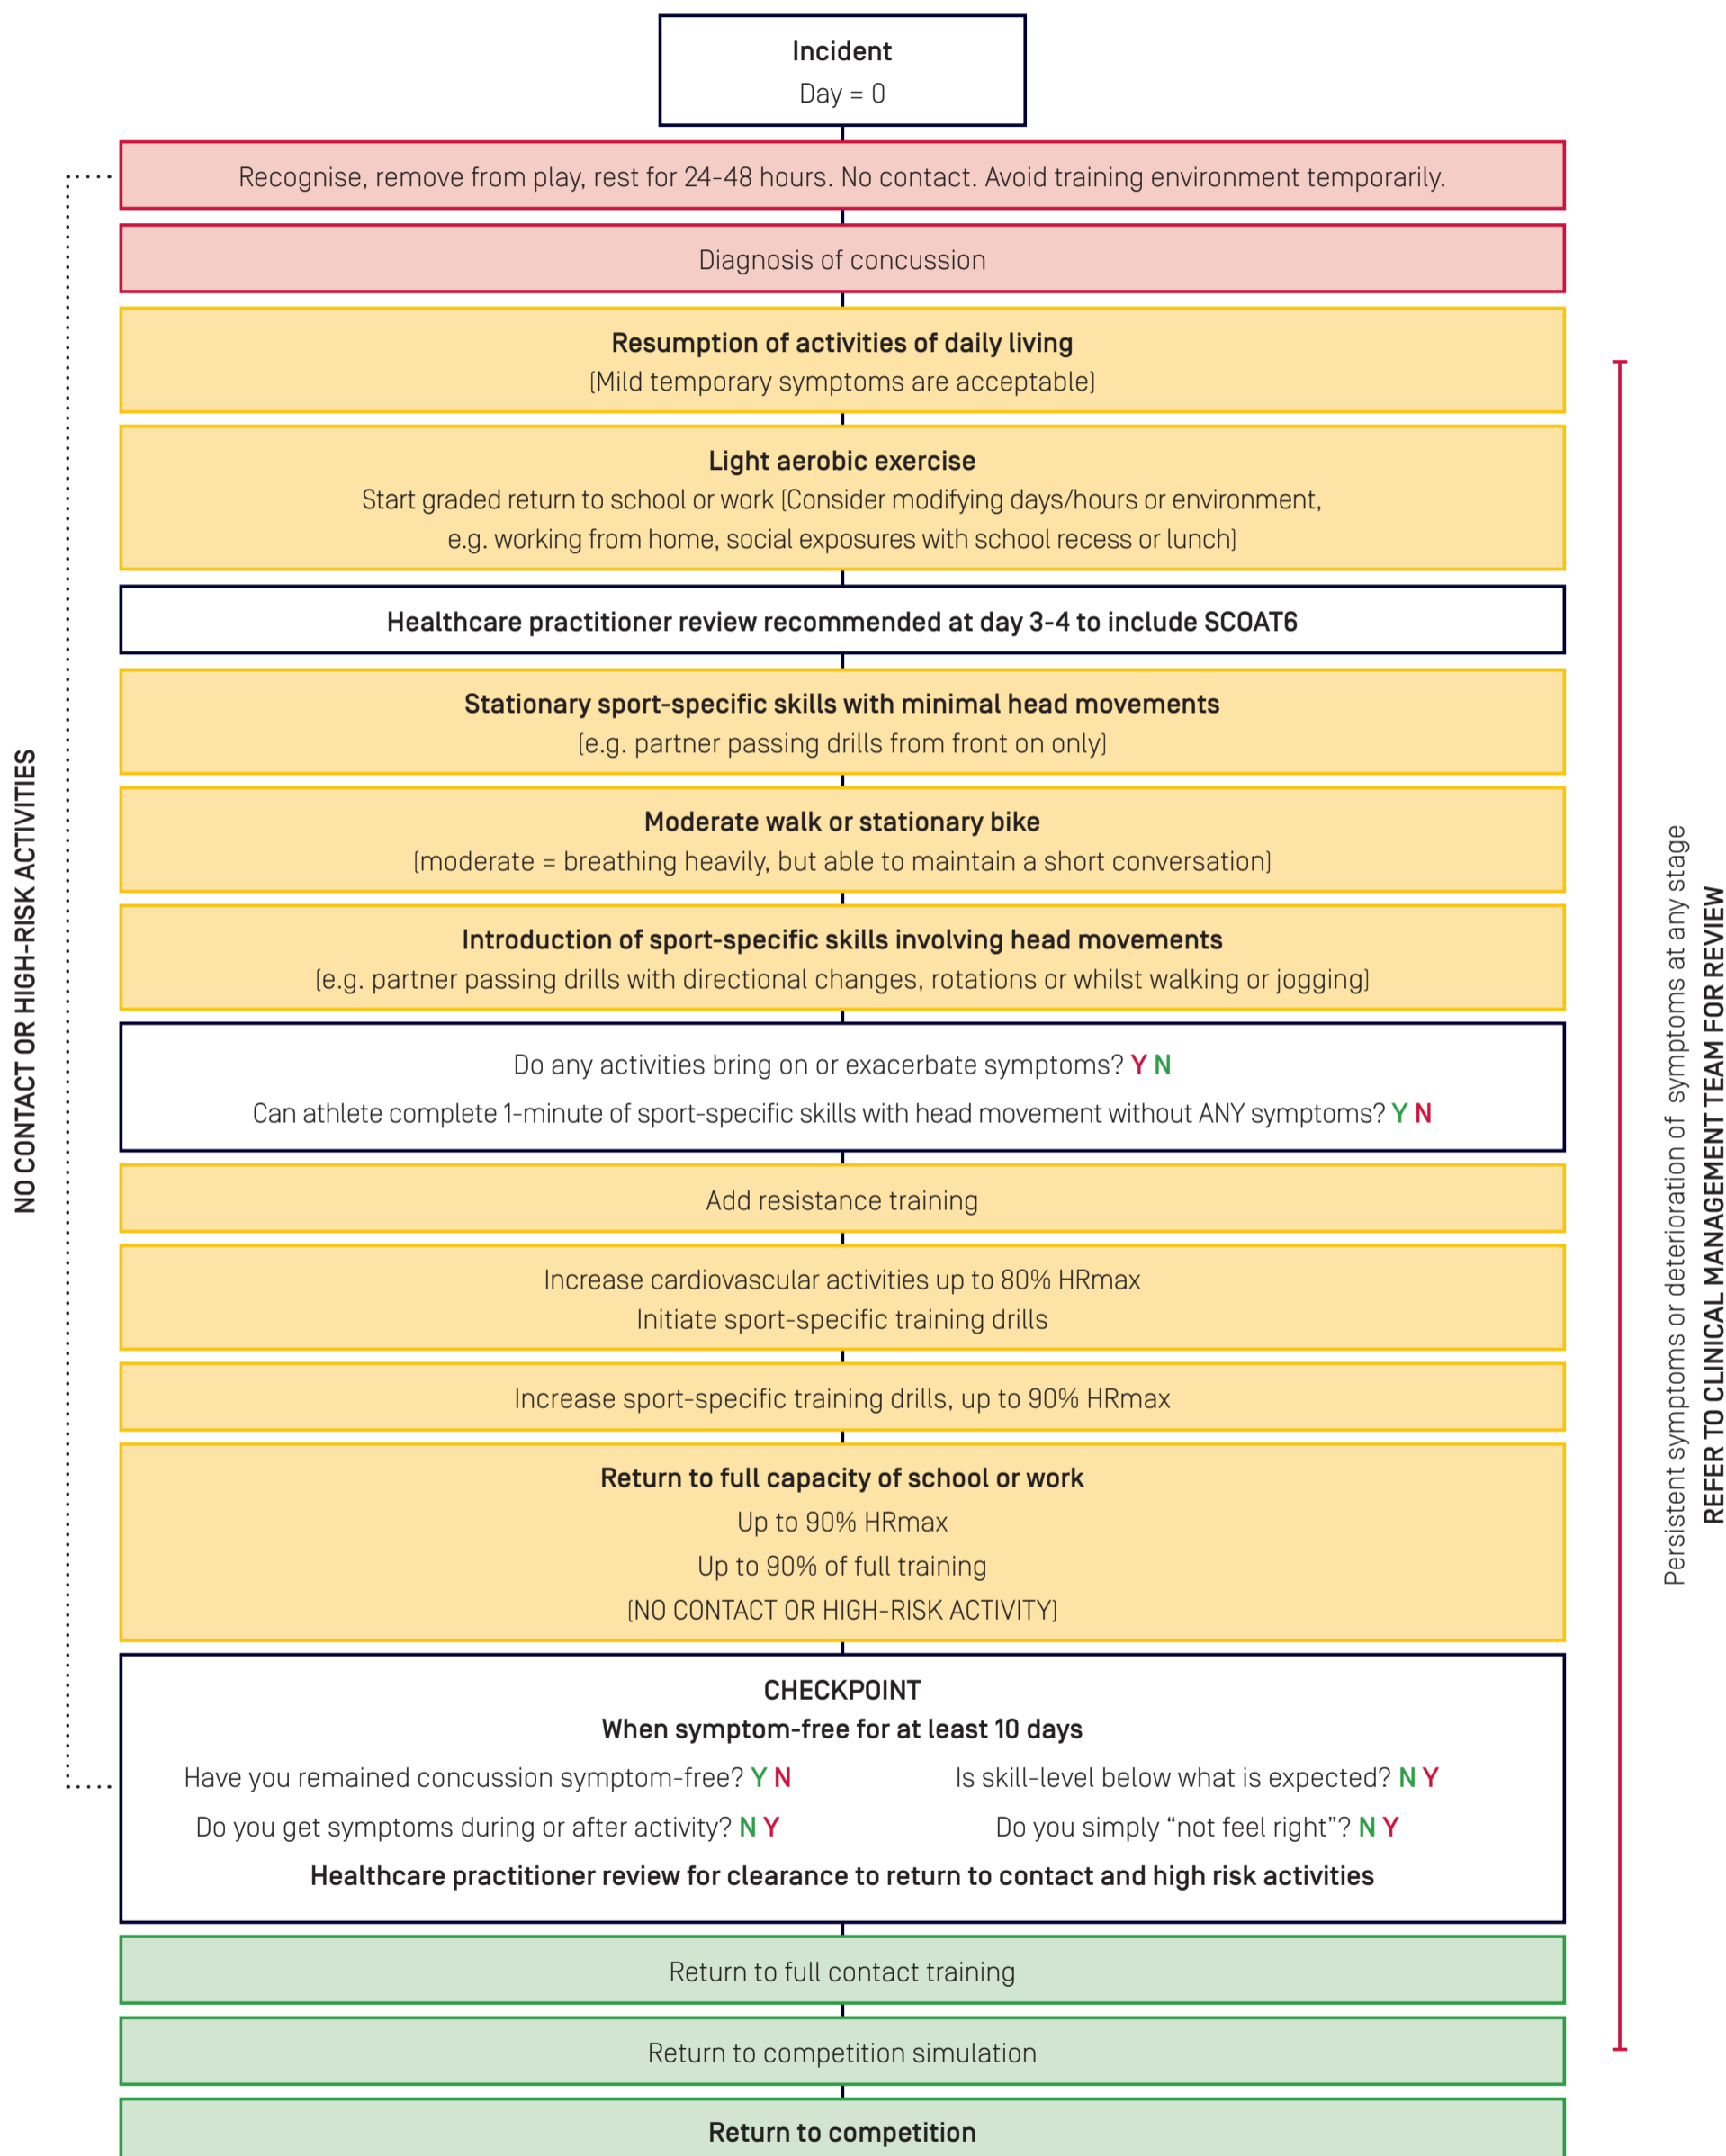 Incident
Day = 0
Recognise, remove from play, rest for 24-48 hours. No contact. Avoid training environment temporarily.
Diagnosis of concussion
Resumption of activities of daily living
(Mild temporary symptoms are acceptable)
Light aerobic exercise
Start graded return to school or work (Consider modifying days/hours or environment,
e.g. working from home, social exposures with school recess or lunch)
Healthcare practitioner review recommended at day 3-4 to include SCOAT6
Stationary sport-specific skills with minimal head movements
(e.g. partner passing drills from front on only)
Moderate walk or stationary bike
(moderate = breathing heavily, but able to maintain a short conversation)
Introduction of sport-specific skills involving head movements
(e.g. partner passing drills with directional changes, rotations or whilst walking or jogging)
Do any activities bring on or exacerbate symptoms? Y N
Can athlete complete 1-minute of sport-specific skills with head movement without ANY symptoms? Y N
Add resistance training
Increase cardiovascular activities up to 80% HRmax
Initiate sport-specific training drills
Increase sport-specific training drills, up to 90% HRmax
Return to full capacity of school or work
Up to 90% HRmax
Up to 90% of full training
(NO CONTACT OR HIGH-RISK ACTIVITY)
CHECKPOINT
When symptom-free for at least 10 days
Have you remained concussion symptom-free? Y N
Is skill-level below what is expected? N Y
Do you get symptoms during or after activity? N Y
Do you simply “not feel right”? N Y
Healthcare practitioner review for clearance to return to contact and high risk activities
Return to full contact training
Return to competition simulation
Return to competition
NO CONTACT OR HIGH-RISK ACTIVITIES
Persistent symptoms or deterioration of symptoms at any stage
REFER TO CLINICAL MANAGEMENT TEAM FOR REVIEW